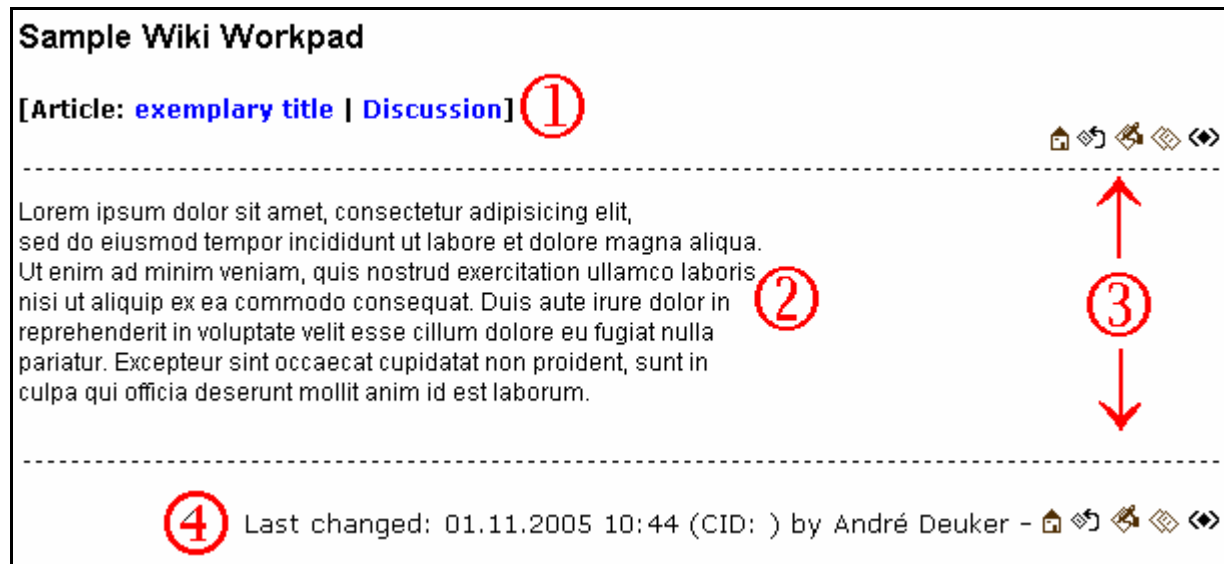 Sample Wiki Workpad
[Article: exemplary title | Discussion] 1
Lorem ipsum dolor sit amet, consectetur adipisicing elit,
sed do eiusmod tempor incididunt ut labore et dolore magna aliqua.
Ut enim ad minim veniam, quis nostrud exercitation ullamco laboris
nisi ut aliquip ex ea commodo consequat. Duis aute irure dolor in
reprehenderit in voluptate velit esse cillum dolore eu fugiat nulla
pariatur. Excepteur sint occaecat cupidatat non proident, sunt in
culpa qui officia deserunt mollit anim id est laborum.
2
3
4 Last changed: 01.11.2005 10:44 (CID: ) by André Deuker -